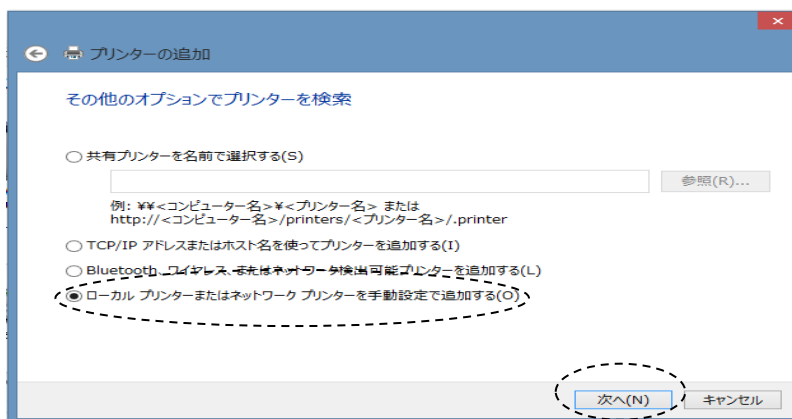 プリンターの追加
その他のオプションでプリンターを検索
共有プリンターを名前で選択する(S)
参照(R)...
例: ¥¥<コンピューター名>¥<プリンター名> または
http://<コンピューター名>/printers/<プリンター名>/.printer
TCP/IP アドレスまたはホスト名を使ってプリンターを追加する(I)
Bluetooth、ワイヤレス、またはネットワーク検出可能プリンターを追加する(L)
ローカル プリンターまたはネットワーク プリンターを手動設定で追加する(O)
次へ(N) キャンセル